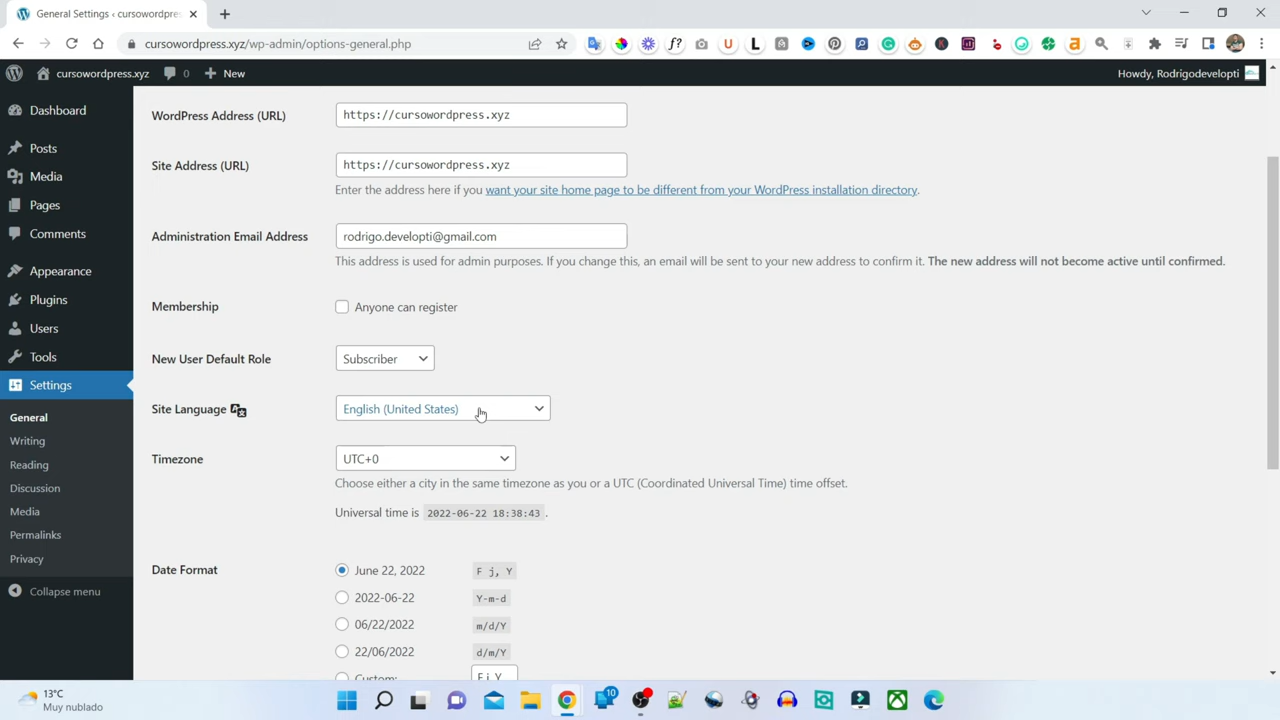 General Settings ‹ cursowordpress
cursowordpress.xyz/wp-admin/options-general.php
cursowordpress.xyz 0 New Howdy, Rodrigodevelopti
Dashboard
Posts
Media
Pages
Comments
Appearance
Plugins
Users
Tools
Settings
General
Writing
Reading
Discussion
Media
Permalinks
Privacy
Collapse menu
WordPress Address (URL) https://cursowordpress.xyz
Site Address (URL) https://cursowordpress.xyz
Enter the address here if you want your site home page to be different from your WordPress installation directory.
Administration Email Address rodrigo.developti@gmail.com
This address is used for admin purposes. If you change this, an email will be sent to your new address to confirm it. The new address will not become active until confirmed.
Membership Anyone can register
New User Default Role Subscriber
Site Language English (United States)
Timezone UTC+0
Choose either a city in the same timezone as you or a UTC (Coordinated Universal Time) time offset.
Universal time is 2022-06-22 18:38:43 .
Date Format June 22, 2022 F j, Y
2022-06-22 Y-m-d
06/22/2022 m/d/Y
22/06/2022 d/m/Y
Custom: F j, Y
13°C
Muy nublado
10